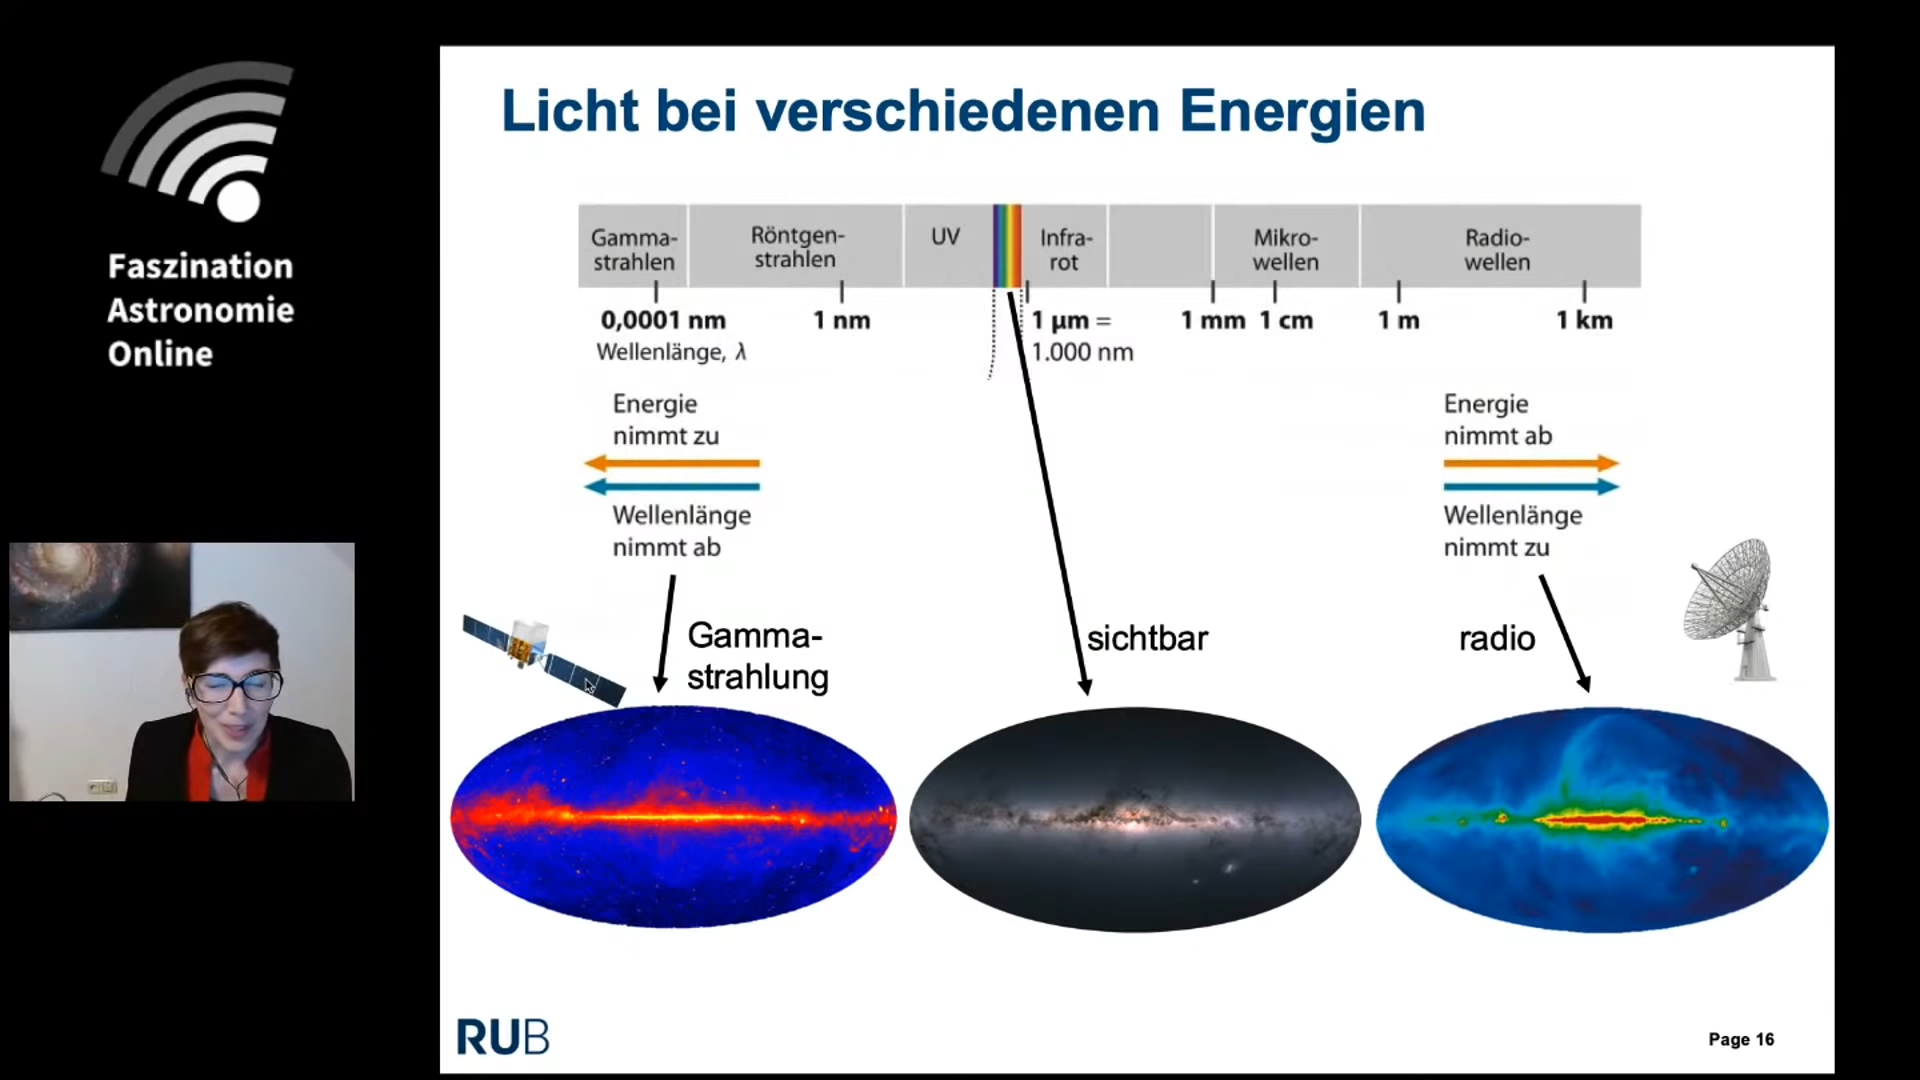 Faszination
Astronomie
Online
Licht bei verschiedenen Energien
Gamma-
strahlen
Röntgen-
strahlen
UV
Infra-
rot
Mikro-
wellen
Radio-
wellen
0,0001 nm
1 nm
1 µm =
1 mm
1 cm
1 m
1 km
Wellenlänge, λ
1.000 nm
Energie
nimmt zu
Wellenlänge
nimmt ab
Energie
nimmt ab
Wellenlänge
nimmt zu
Gamma-
strahlung
sichtbar
radio
RUB
Page 16